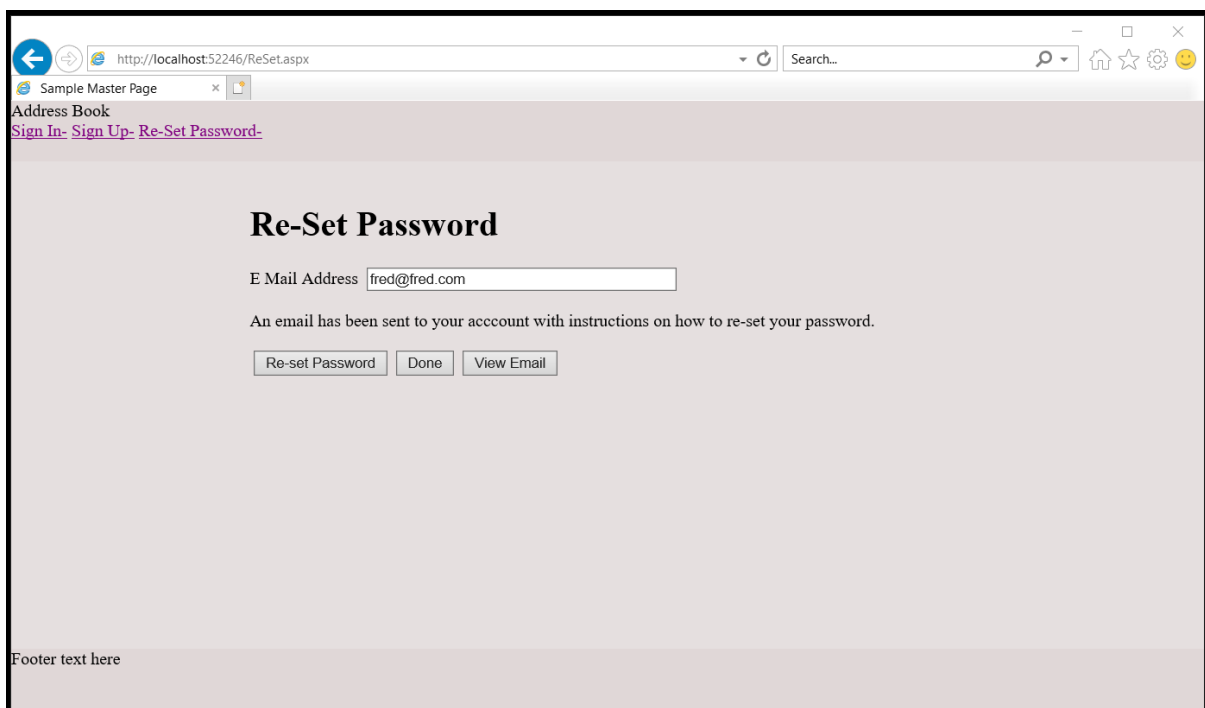 http://localhost:52246/ReSet.aspx
Search...
Sample Master Page
Address Book
Sign In- Sign Up- Re-Set Password-
Re-Set Password
E Mail Address fred@fred.com
An email has been sent to your acccount with instructions on how to re-set your password.
Re-set Password Done View Email
Footer text here